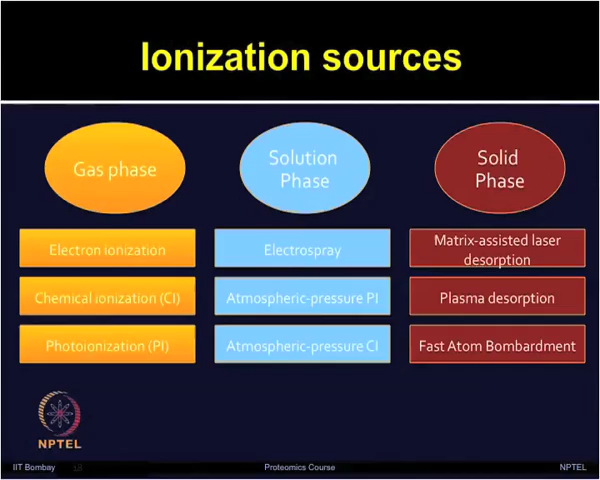 Ionization sources
Gas phase
Solution
Phase
Solid
Phase
Electron ionization
Electrospray
Matrix-assisted laser
desorption
Chemical ionization (CI)
Atmospheric-pressure PI
Plasma desorption
Photoionization (PI)
Atmospheric-pressure CI
Fast Atom Bombardment
NPTEL
IIT Bombay
Proteomics Course
NPTEL